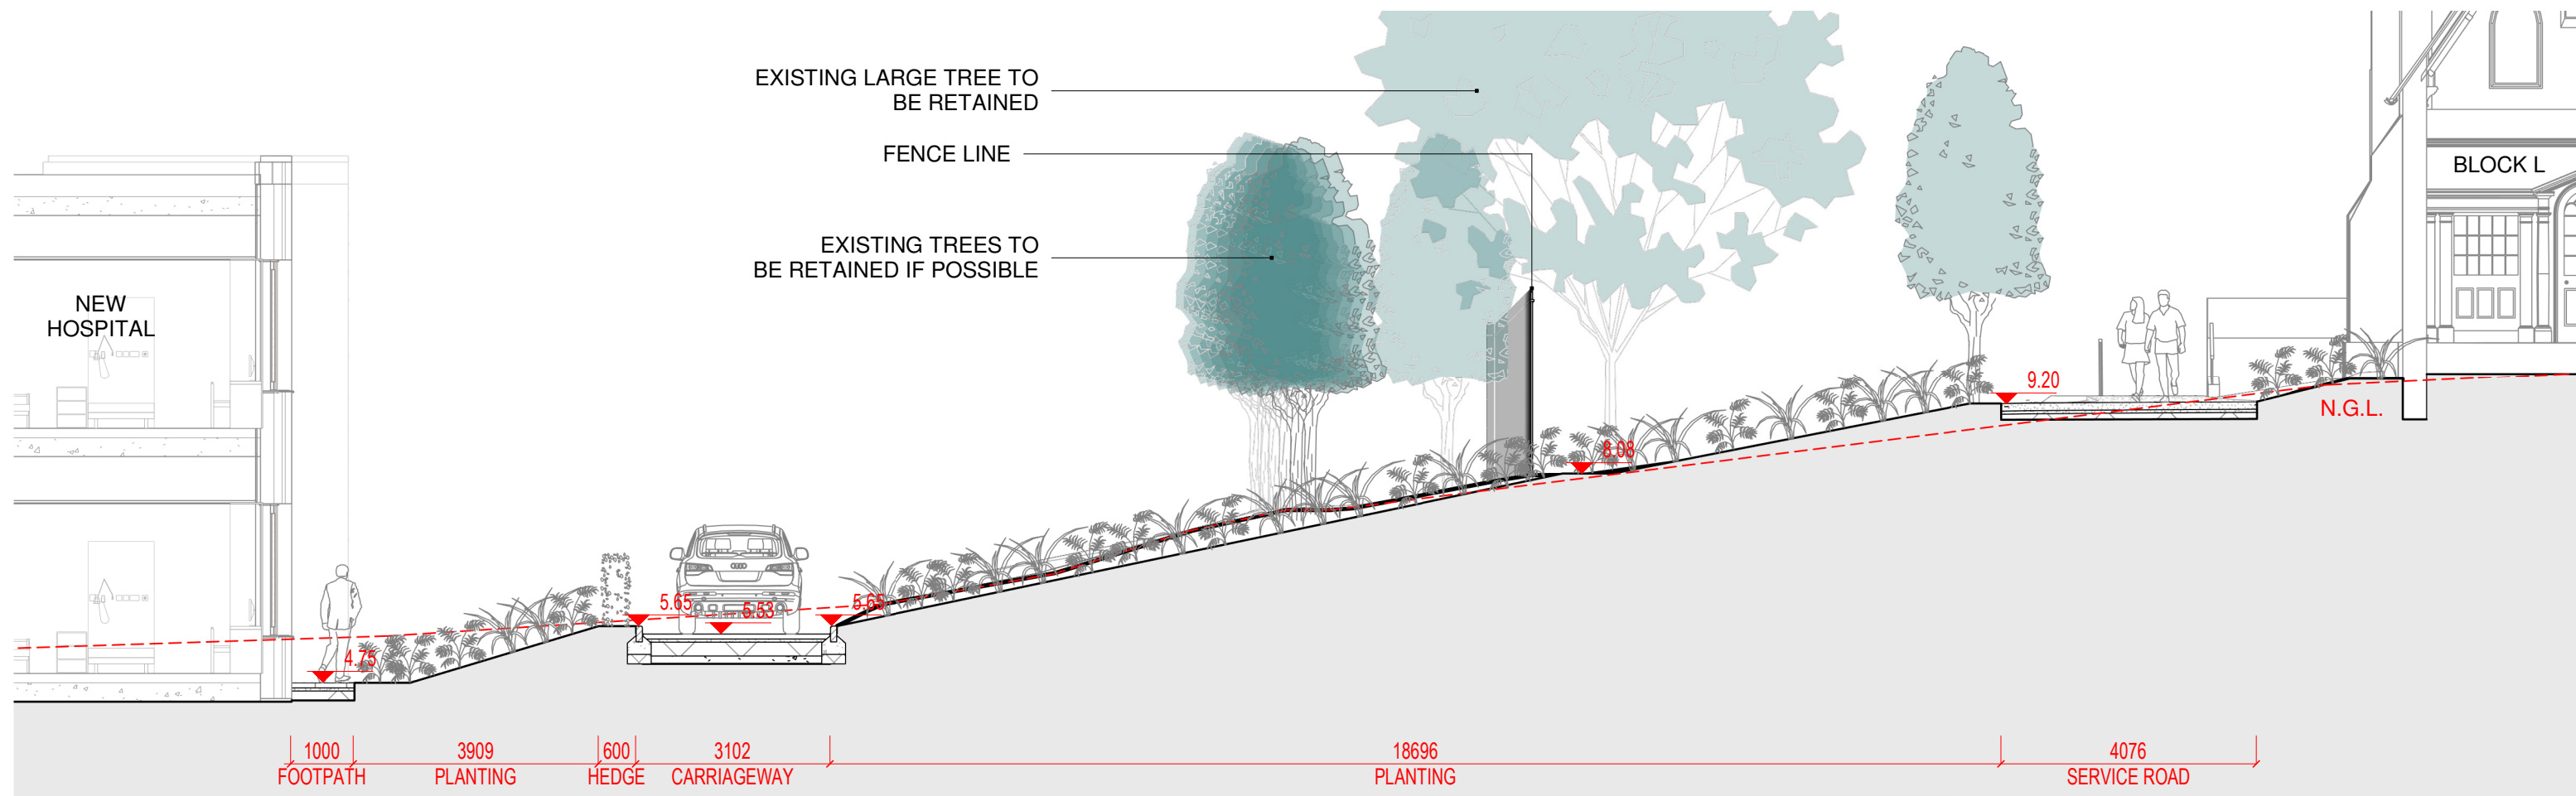 EXISTING LARGE TREE TO
BE RETAINED
FENCE LINE
EXISTING TREES TO
BE RETAINED IF POSSIBLE
NEW
HOSPITAL
BLOCK L
9.20
N.G.L.
8.08
5.65
5.53
5.65
4.75
1000
3909
600
3102
18696
4076
FOOTPATH
PLANTING
HEDGE
CARRIAGEWAY
PLANTING
SERVICE ROAD